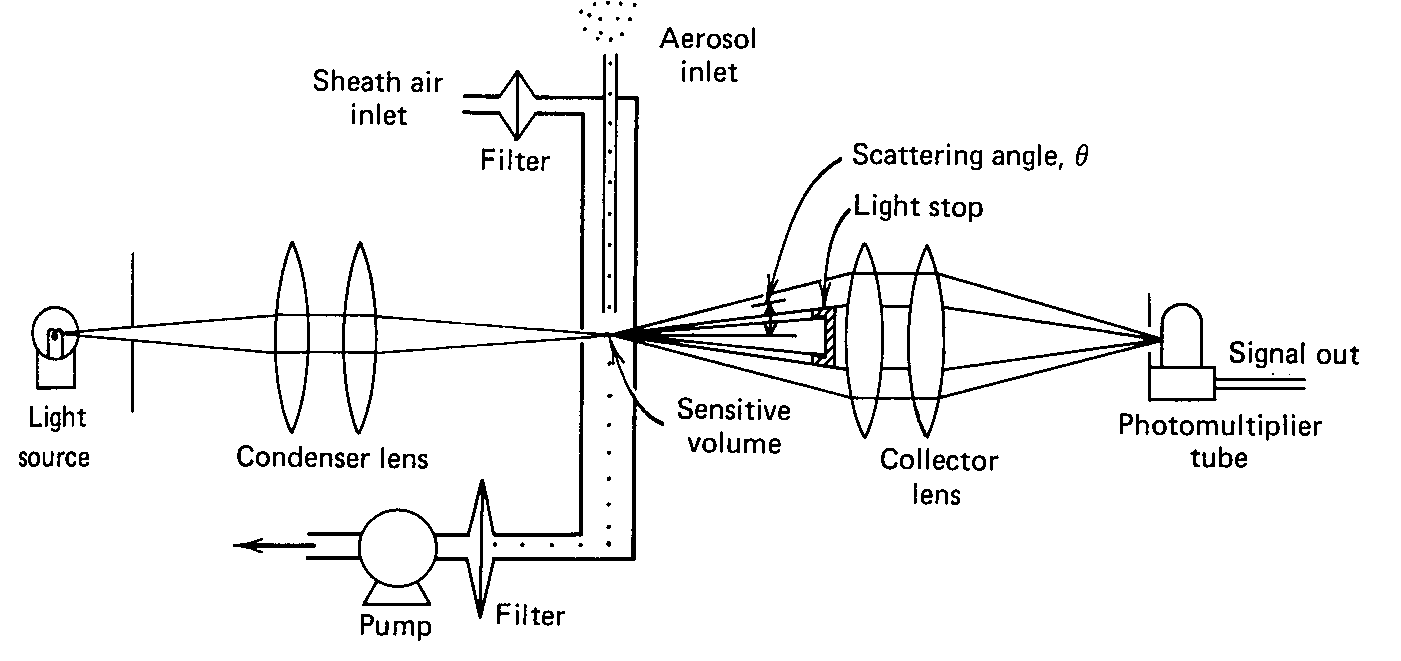 Aerosol
inlet
Sheath air
inlet
Filter
Scattering angle, θ
Light stop
Light
source
Condenser lens
Sensitive
volume
Collector
lens
Signal out
Photomultiplier
tube
Pump
Filter